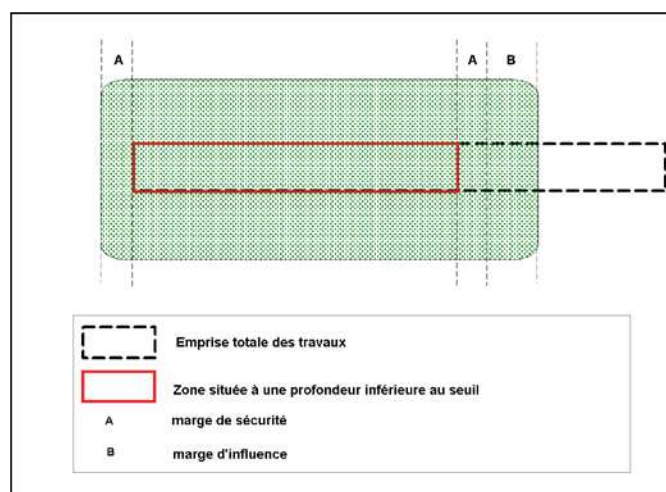 A A B
Emprise totale des travaux
Zone située à une profondeur inférieure au seuil
A marge de sécurité
B marge d'influence